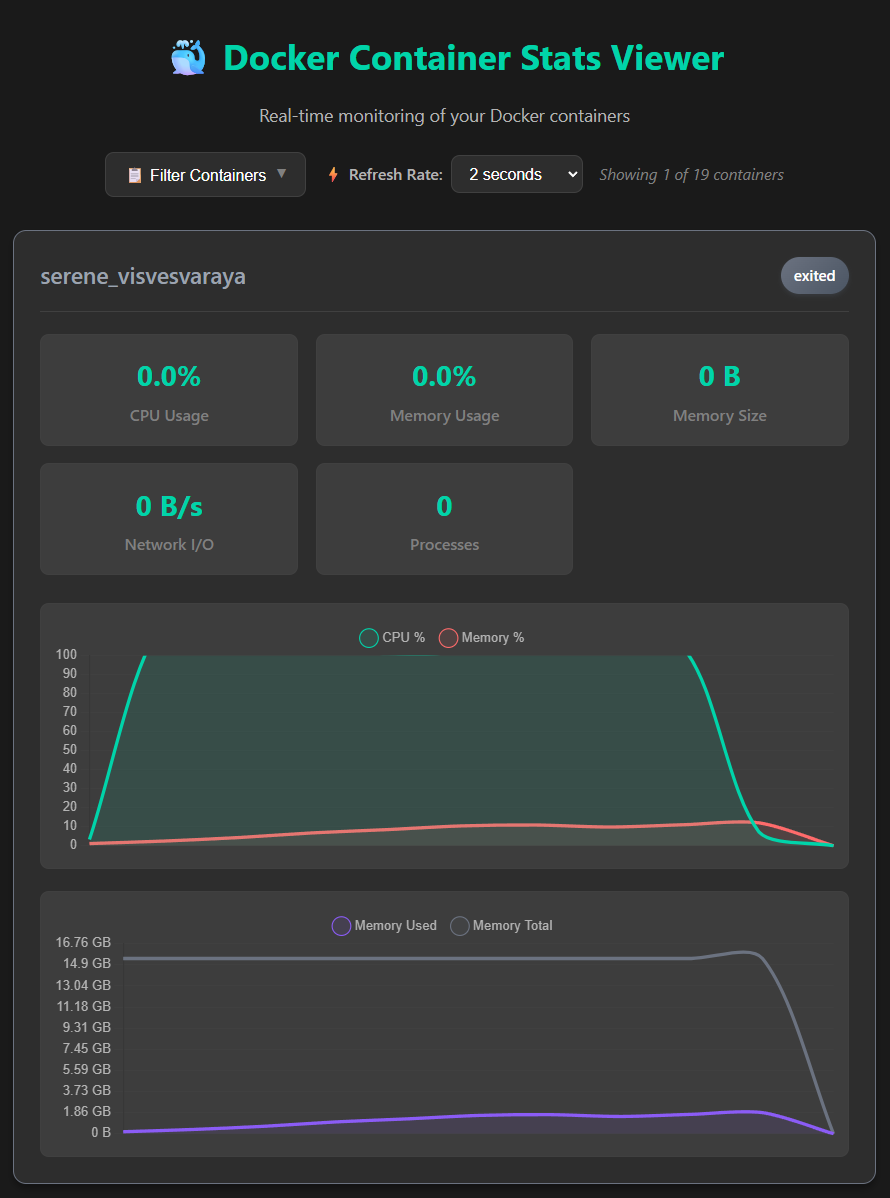 Docker Container Stats Viewer
Real-time monitoring of your Docker containers
Filter Containers ▼
Refresh Rate: 2 seconds
Showing 1 of 19 containers
serene_visvesvaraya
exited
0.0%
CPU Usage
0.0%
Memory Usage
0 B
Memory Size
0 B/s
Network I/O
0
Processes
CPU %
Memory %
100
90
80
70
60
50
40
30
20
10
0
Memory Used
Memory Total
16.76 GB
14.9 GB
13.04 GB
11.18 GB
9.31 GB
7.45 GB
5.59 GB
3.73 GB
1.86 GB
0 B